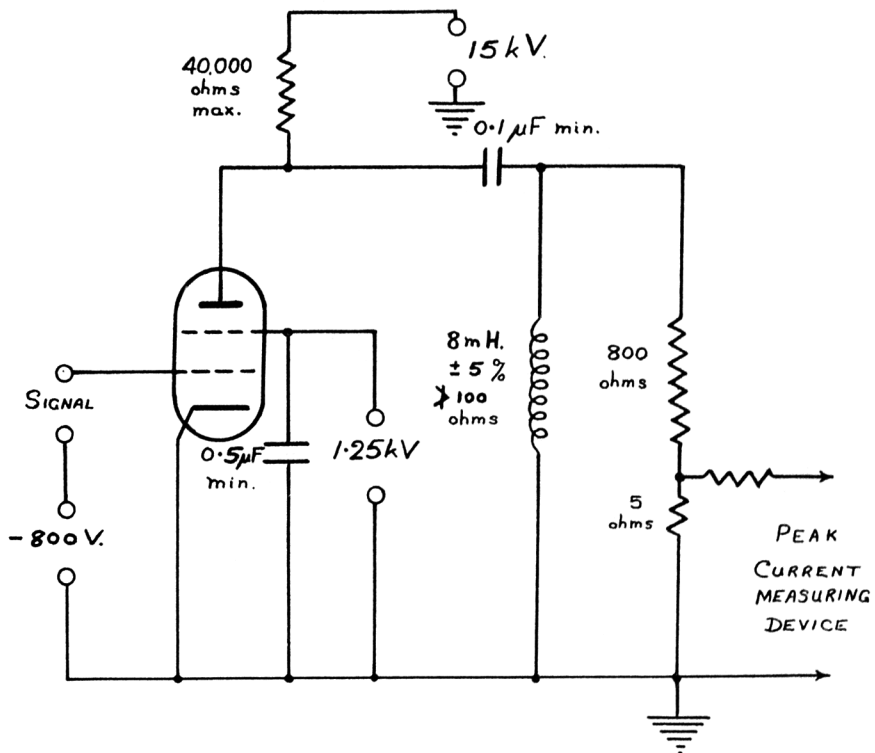 40,000
ohms
max.
15 kV.
0·1 µF min.
8 mH.
± 5 %
≯ 100
ohms
800
ohms
SIGNAL
0·5µF
min.
1·25kV
- 800 V.
5
ohms
PEAK
CURRENT
MEASURING
DEVICE